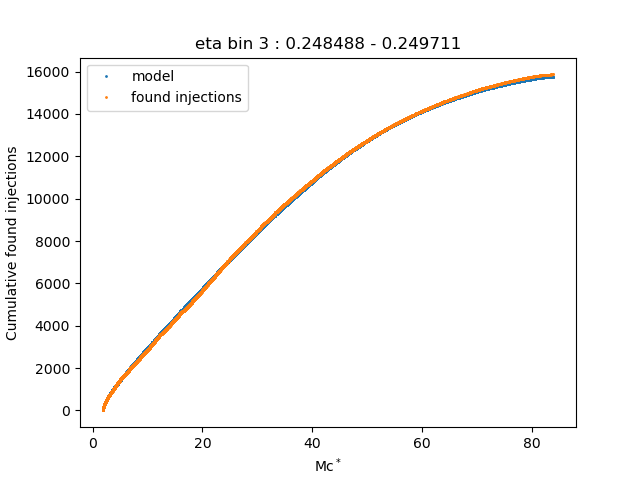 eta bin 3 : 0.248488 - 0.249711
model
found injections
Cumulative found injections
16000
14000
12000
10000
8000
6000
4000
2000
0
0 20 40 60 80
Mc*